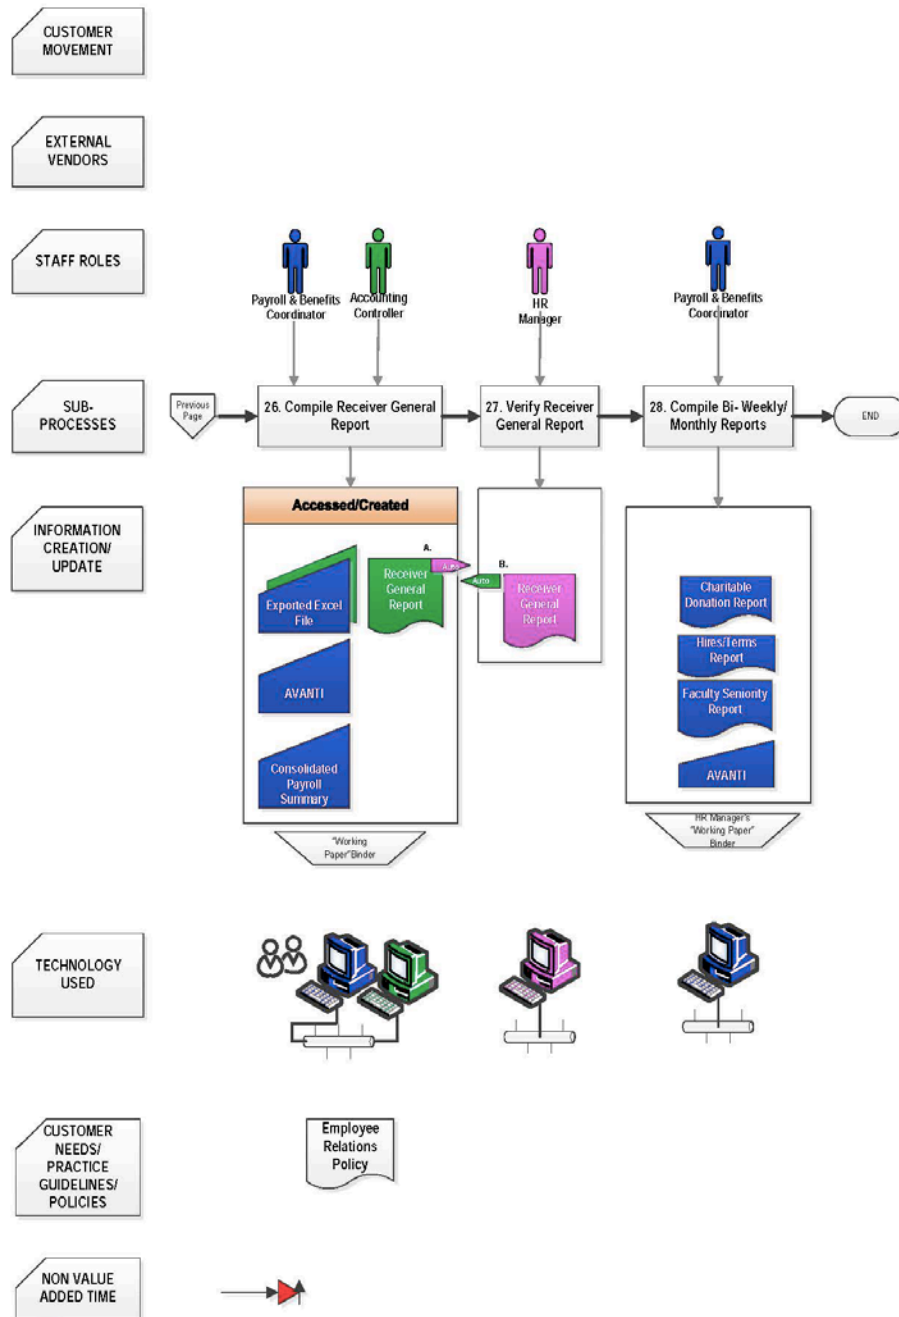 CUSTOMER
MOVEMENT
EXTERNAL
VENDORS
STAFF ROLES
Payroll & Benefits
Coordinator
Accounting
Controller
HR
Manager
Payroll & Benefits
Coordinator
SUB-
PROCESSES
Previous
Page
26. Compile Receiver General
Report
27. Verify Receiver
General Report
28. Compile Bi- Weekly/
Monthly Reports
END
INFORMATION
CREATION/
UPDATE
Accessed/Created
Exported Excel
File
A.
Auto
Receiver
General
Report
AVANTI
Consolidated
Payroll
Summary
"Working
Paper"Binder
B.
Auto
Receiver
General
Report
Charitable
Donation Report
Hires/Terms
Report
Faculty Seniority
Report
AVANTI
HR Manager's
"Working Paper"
Binder
TECHNOLOGY
USED
CUSTOMER
NEEDS/
PRACTICE
GUIDELINES/
POLICIES
Employee
Relations
Policy
NON VALUE
ADDED TIME